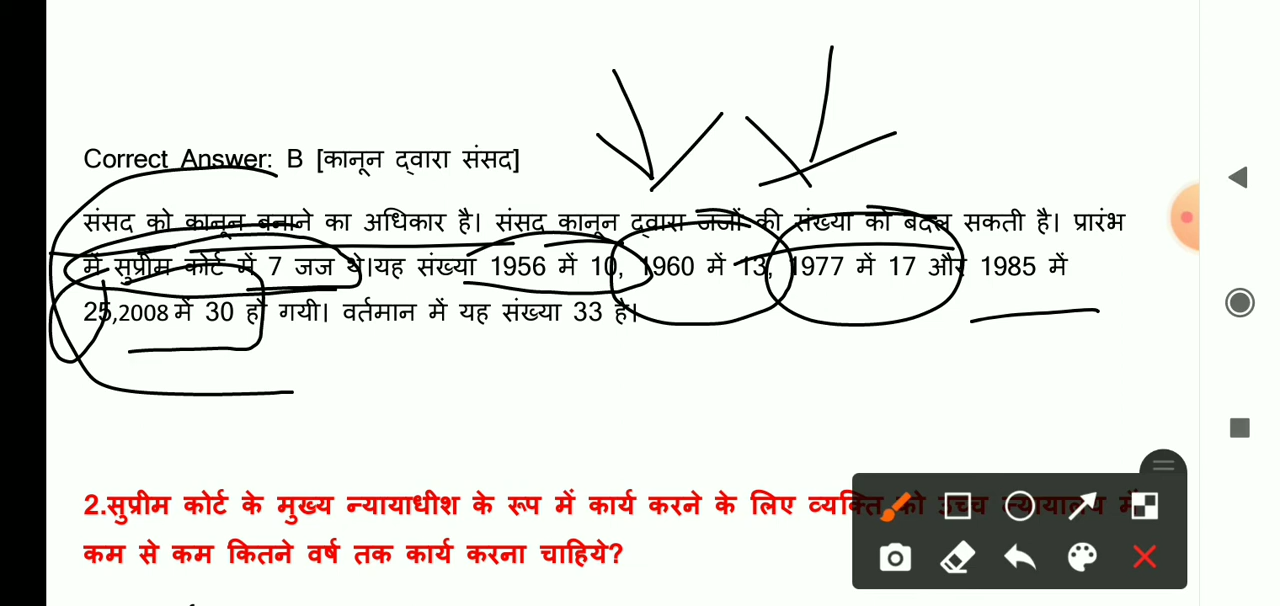 Correct Answer: B [कानून द्वारा संसद]
संसद को कानून बनाने का अधिकार है। संसद कानून द्वारा जजों की संख्या को बदल सकती है। प्रारंभ
में सुप्रीम कोर्ट में 7 जज थे।यह संख्या 1956 में 10, 1960 में 13, 1977 में 17 और 1985 में
25,2008 में 30 हो गयी। वर्तमान में यह संख्या 33 है।
2.सुप्रीम कोर्ट के मुख्य न्यायाधीश के रूप में कार्य करने के लिए व्यक्ति को उच्च न्यायालय में
कम से कम कितने वर्ष तक कार्य करना चाहिये?